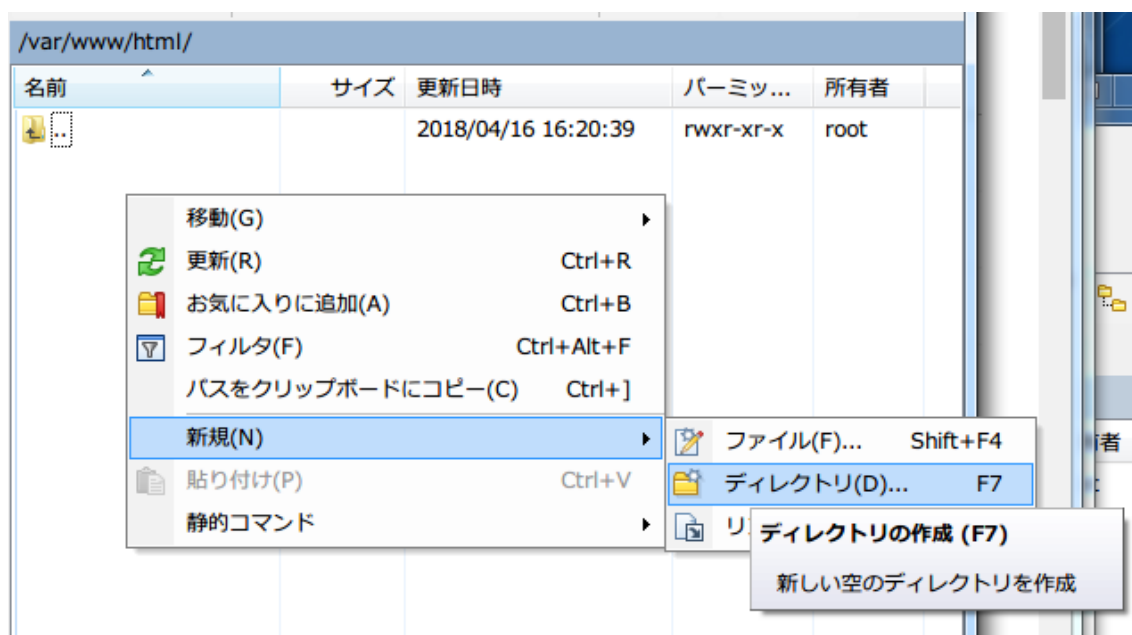 /var/www/html/
名前 サイズ 更新日時 パーミッ... 所有者
.. 2018/04/16 16:20:39 rwxr-xr-x root
移動(G)
更新(R) Ctrl+R
お気に入りに追加(A) Ctrl+B
フィルタ(F) Ctrl+Alt+F
パスをクリップボードにコピー(C) Ctrl+]
新規(N)
貼り付け(P) Ctrl+V
静的コマンド
ファイル(F)... Shift+F4
ディレクトリ(D)... F7
ディレクトリの作成 (F7)
新しい空のディレクトリを作成
者